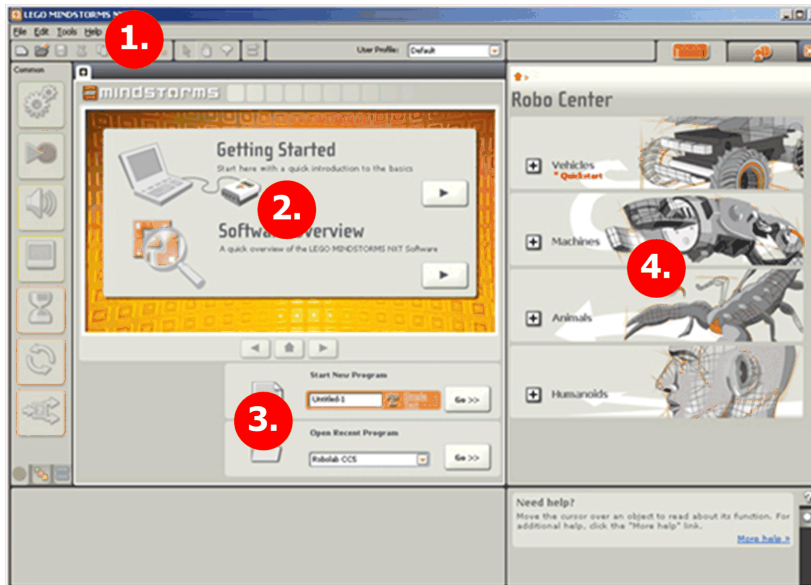 LEGO MINDSTORMS NXT
File Edit Tools Help
1.
User Profile: Default
Common
mindstorms
Getting Started
Start here with a quick introduction to the basics
2.
Software Overview
A quick overview of the LEGO MINDSTORMS NXT Software
Start New Program
Untitled-1
Go >>
3.
Open Recent Program
Robolab CCS
Go >>
Robo Center
Vehicles
* Quickstart
Machines
4.
Animals
Humanoids
Need help?
Move the cursor over an object to read about its function. For
additional help, click the "More help" link.
More help »